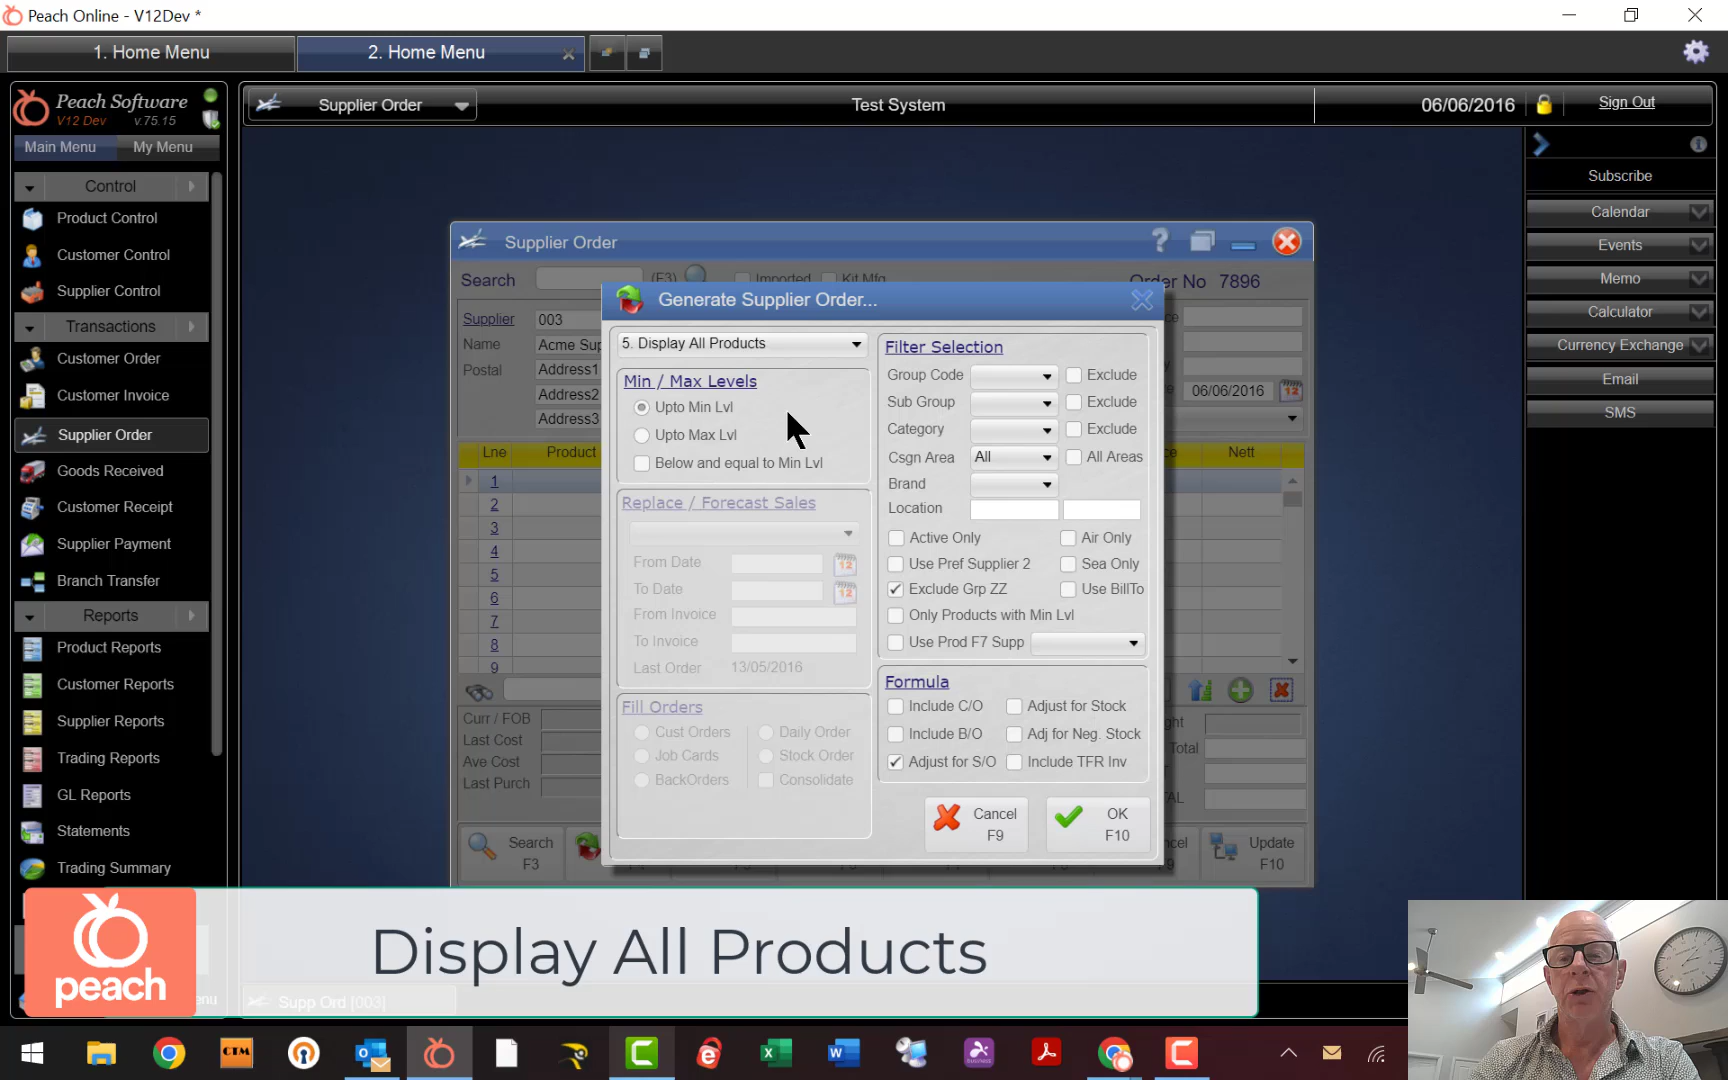 Peach Online - V12Dev *
1. Home Menu
2. Home Menu
Peach Software
V12 Dev v.75.15
Main Menu My Menu
Supplier Order
Test System
06/06/2016
Sign Out
Control
Product Control
Customer Control
Supplier Control
Transactions
Customer Order
Customer Invoice
Supplier Order
Goods Received
Customer Receipt
Supplier Payment
Branch Transfer
Reports
Product Reports
Customer Reports
Supplier Reports
Trading Reports
GL Reports
Statements
Trading Summary
Supplier Order
Search (F3) Imported Kit Mfg
Order No 7896
Supplier 003
Name Acme Sup
Postal Address1
Address2
Address3
06/06/2016
Lne Product Nett
1
2
3
4
5
6
7
8
9
Curr / FOB
Last Cost
Ave Cost
Last Purch
Total
Search
F3
Update
F10
Generate Supplier Order...
5. Display All Products
Min / Max Levels
Upto Min Lvl
Upto Max Lvl
Below and equal to Min Lvl
Replace / Forecast Sales
From Date
To Date
From Invoice
To Invoice
Last Order 13/05/2016
Fill Orders
Cust Orders Daily Order
Job Cards Stock Order
BackOrders Consolidate
Filter Selection
Group Code Exclude
Sub Group Exclude
Category Exclude
Csgn Area All All Areas
Brand
Location
Active Only Air Only
Use Pref Supplier 2 Sea Only
Exclude Grp ZZ Use BillTo
Only Products with Min Lvl
Use Prod F7 Supp
Formula
Include C/O Adjust for Stock
Include B/O Adj for Neg. Stock
Adjust for S/O Include TFR Inv
Cancel
F9
OK
F10
Subscribe
Calendar
Events
Memo
Calculator
Currency Exchange
Email
SMS
peach
Display All Products
Supp Ord [003]
CTM